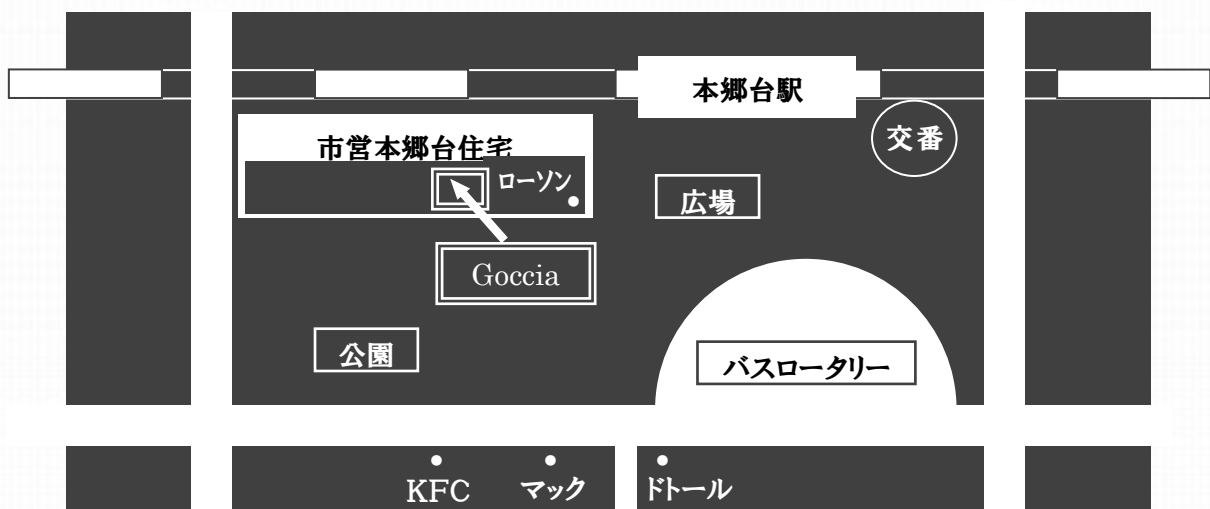 本郷台駅
交番
市営本郷台住宅
ローソン
広場
Goccia
公園
バスロータリー
KFC
マック
ドトール